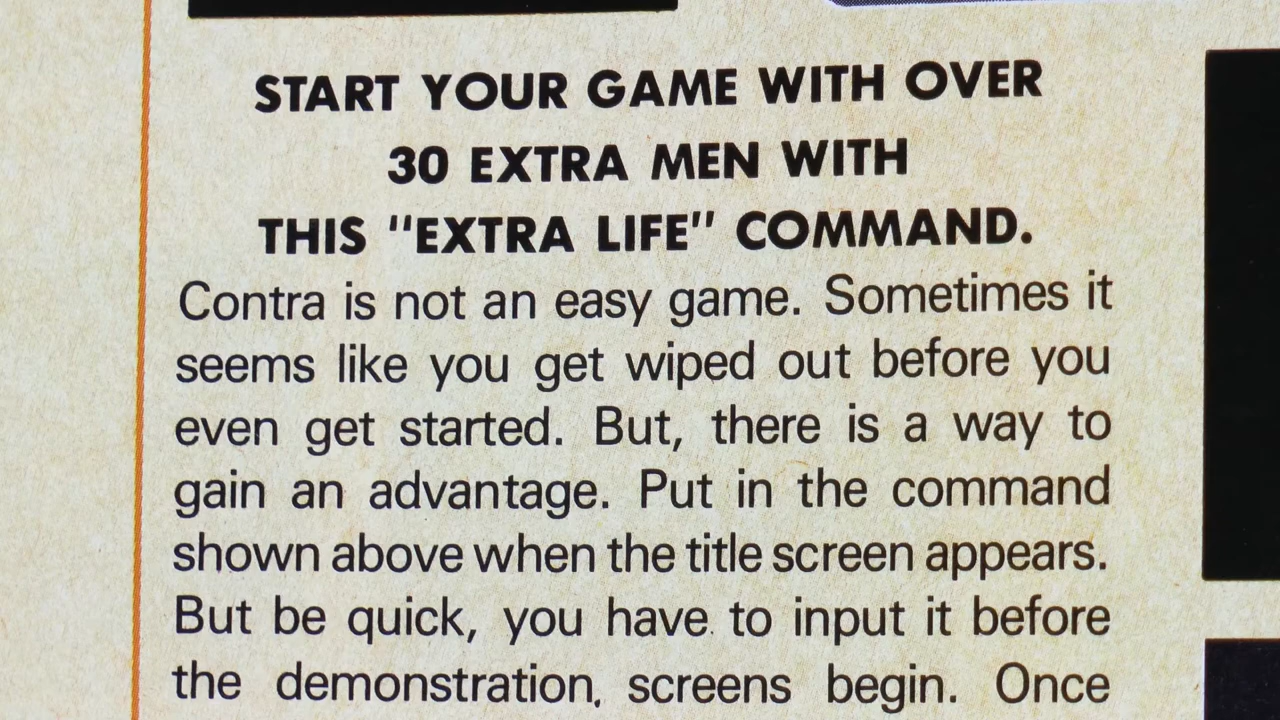 START YOUR GAME WITH OVER
30 EXTRA MEN WITH
THIS "EXTRA LIFE" COMMAND.
Contra is not an easy game. Sometimes it
seems like you get wiped out before you
even get started. But, there is a way to
gain an advantage. Put in the command
shown above when the title screen appears.
But be quick, you have to input it before
the demonstration, screens begin. Once